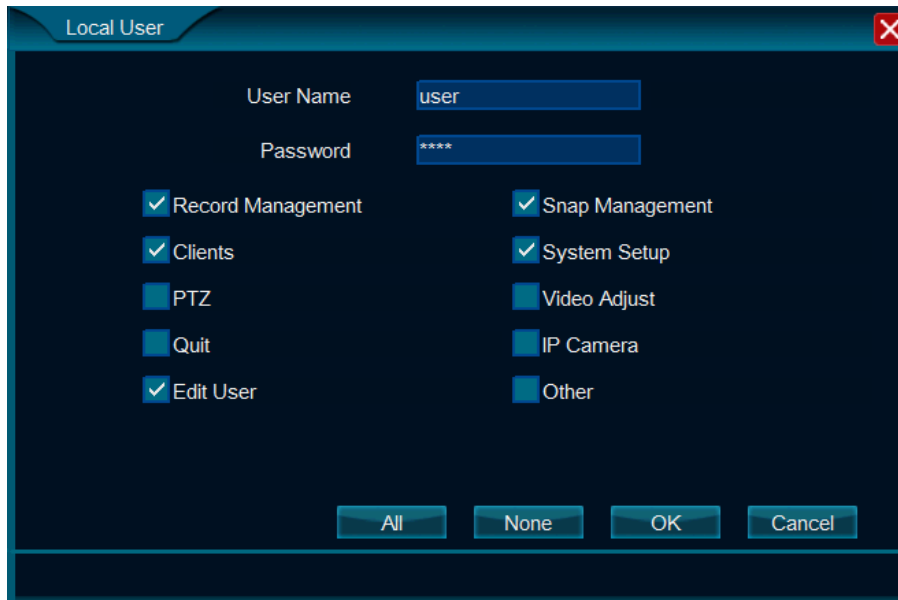 Local User
User Name user
Password ****
Record Management Snap Management
Clients System Setup
PTZ Video Adjust
Quit IP Camera
Edit User Other
All None OK Cancel